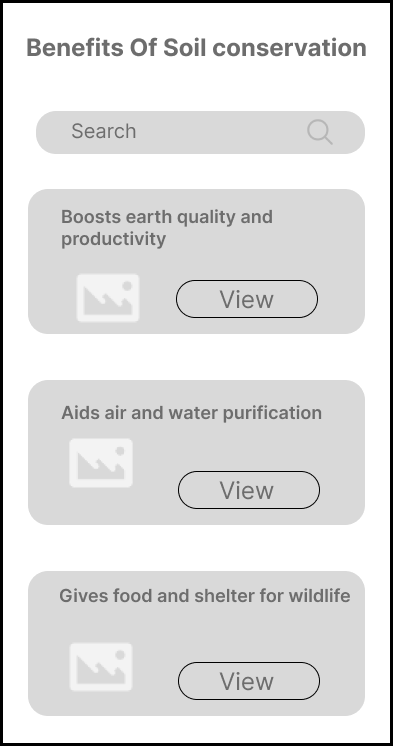 Benefits Of Soil conservation
Search
Boosts earth quality and
productivity
View
Aids air and water purification
View
Gives food and shelter for wildlife
View